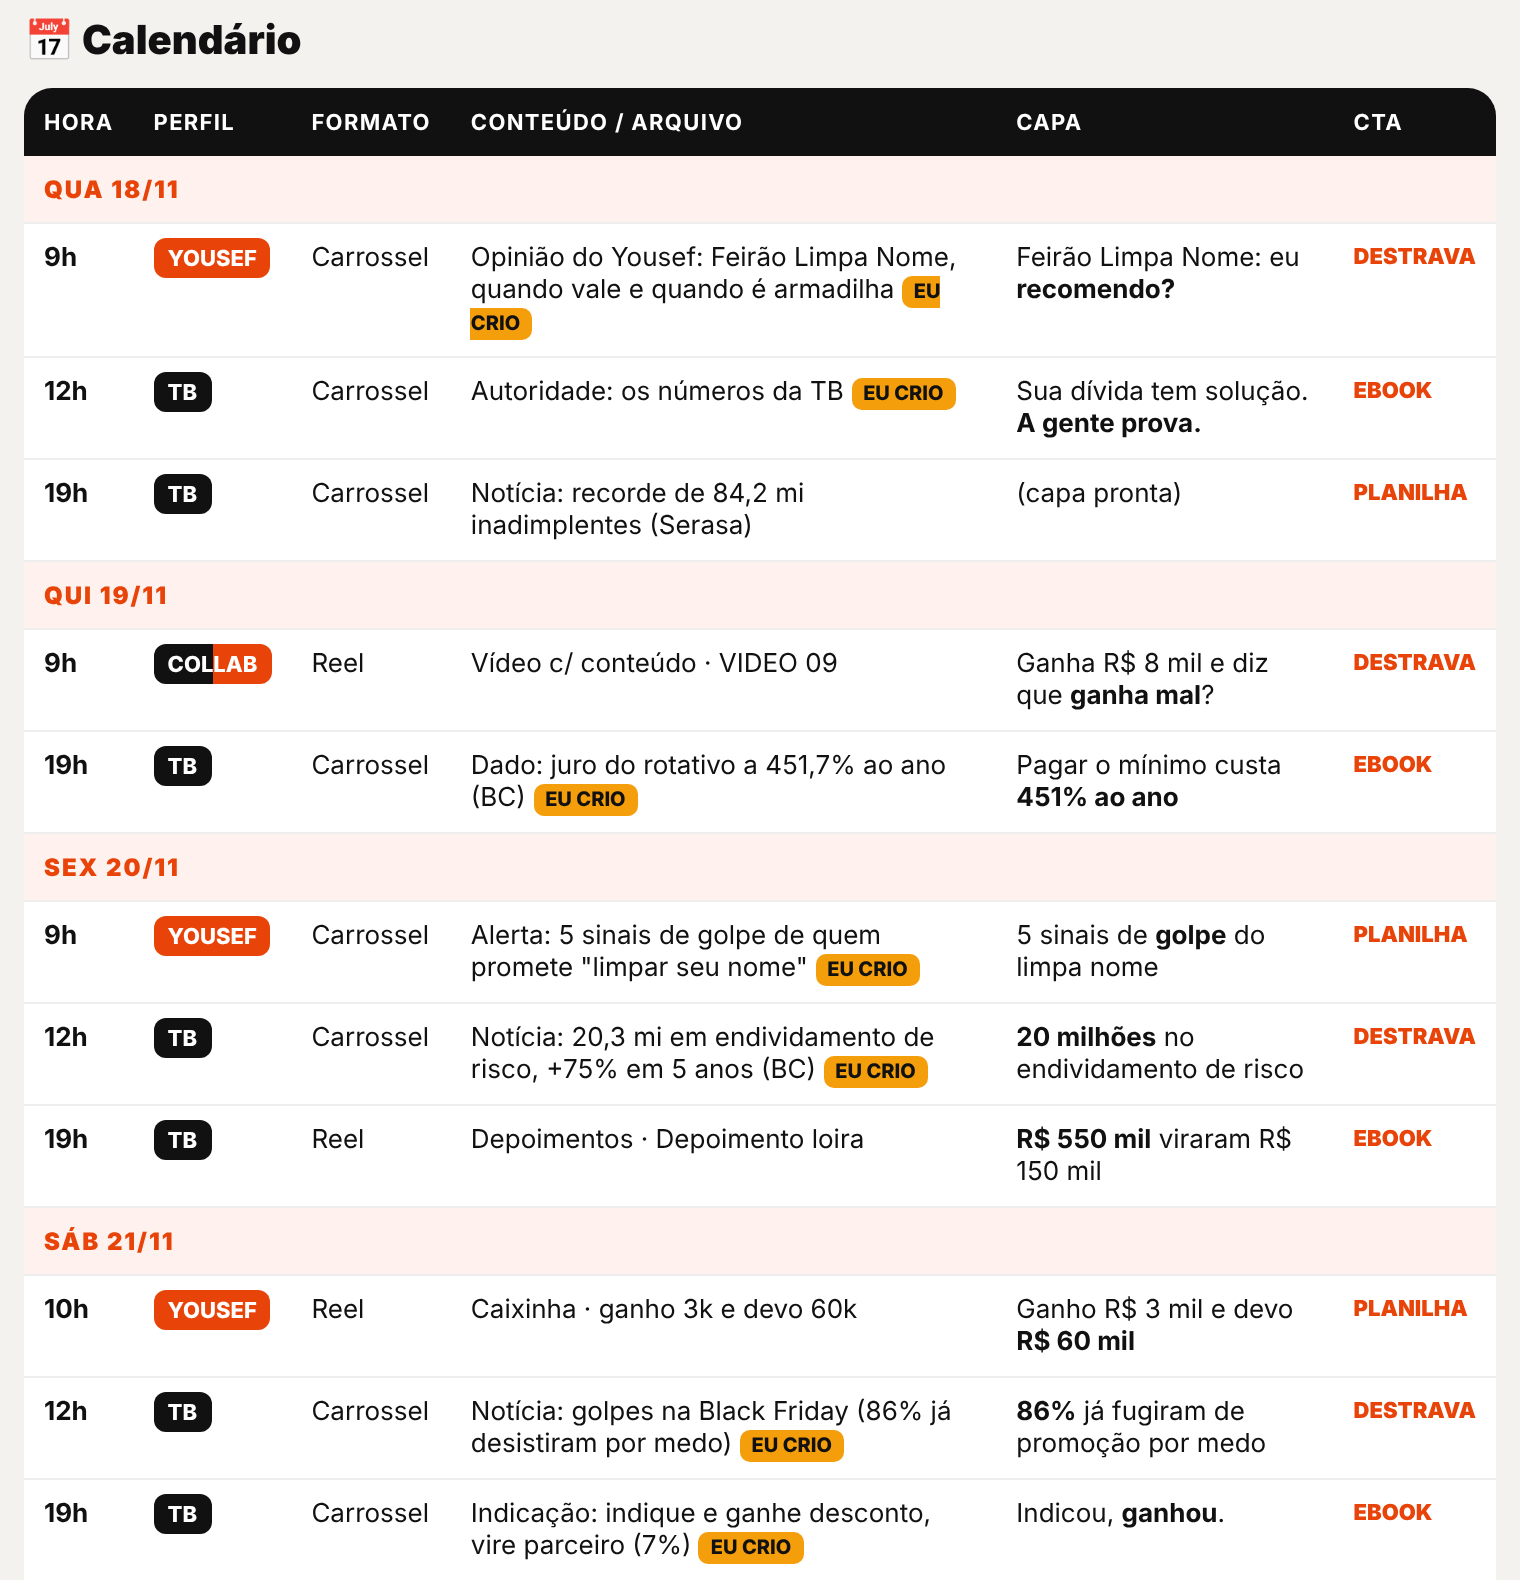 July
17
Calendário
HORA PERFIL FORMATO CONTEÚDO / ARQUIVO CAPA CTA
QUA 18/11
9h YOUSEF Carrossel Opinião do Yousef: Feirão Limpa Nome, Feirão Limpa Nome: eu DESTRAVA
quando vale e quando é armadilha EU recomendo?
CRIO
12h TB Carrossel Autoridade: os números da TB EU CRIO Sua dívida tem solução. EBOOK
A gente prova.
19h TB Carrossel Notícia: recorde de 84,2 mi (capa pronta) PLANILHA
inadimplentes (Serasa)
QUI 19/11
9h COLLAB Reel Vídeo c/ conteúdo · VIDEO 09 Ganha R$ 8 mil e diz DESTRAVA
que ganha mal?
19h TB Carrossel Dado: juro do rotativo a 451,7% ao ano Pagar o mínimo custa EBOOK
(BC) EU CRIO 451% ao ano
SEX 20/11
9h YOUSEF Carrossel Alerta: 5 sinais de golpe de quem 5 sinais de golpe do PLANILHA
promete "limpar seu nome" EU CRIO limpa nome
12h TB Carrossel Notícia: 20,3 mi em endividamento de 20 milhões no DESTRAVA
risco, +75% em 5 anos (BC) EU CRIO endividamento de risco
19h TB Reel Depoimentos · Depoimento loira R$ 550 mil viraram R$ EBOOK
150 mil
SÁB 21/11
10h YOUSEF Reel Caixinha · ganho 3k e devo 60k Ganho R$ 3 mil e devo PLANILHA
R$ 60 mil
12h TB Carrossel Notícia: golpes na Black Friday (86% já 86% já fugiram de DESTRAVA
desistiram por medo) EU CRIO promoção por medo
19h TB Carrossel Indicação: indique e ganhe desconto, Indicou, ganhou. EBOOK
vire parceiro (7%) EU CRIO